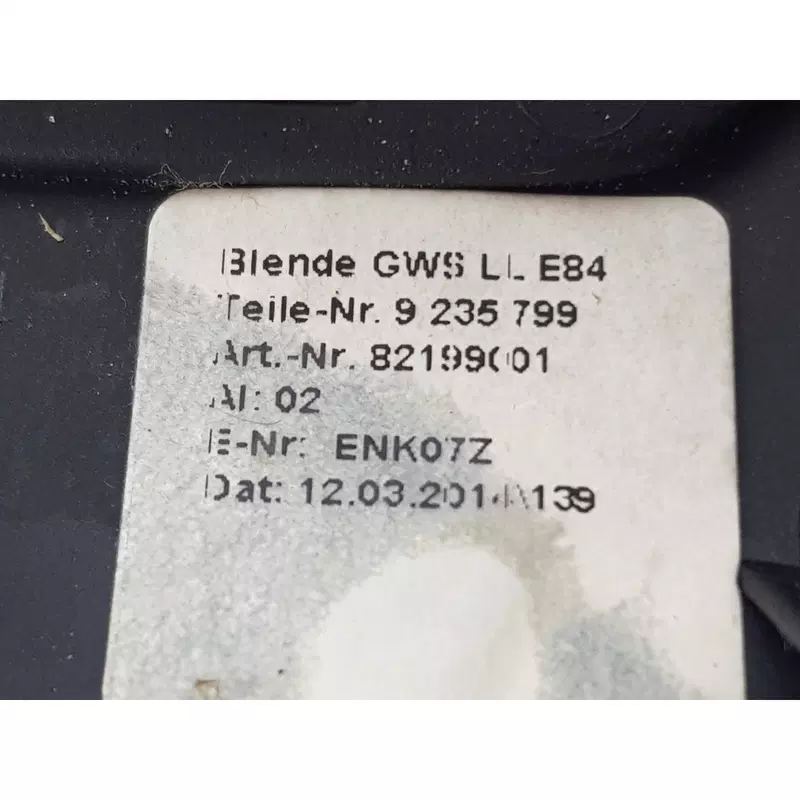 Blende GWS LL E84
Teile-Nr. 9 235 799
Art.-Nr. 82199001
AI: 02
E-Nr: ENK07Z
Dat: 12.03.2014A139